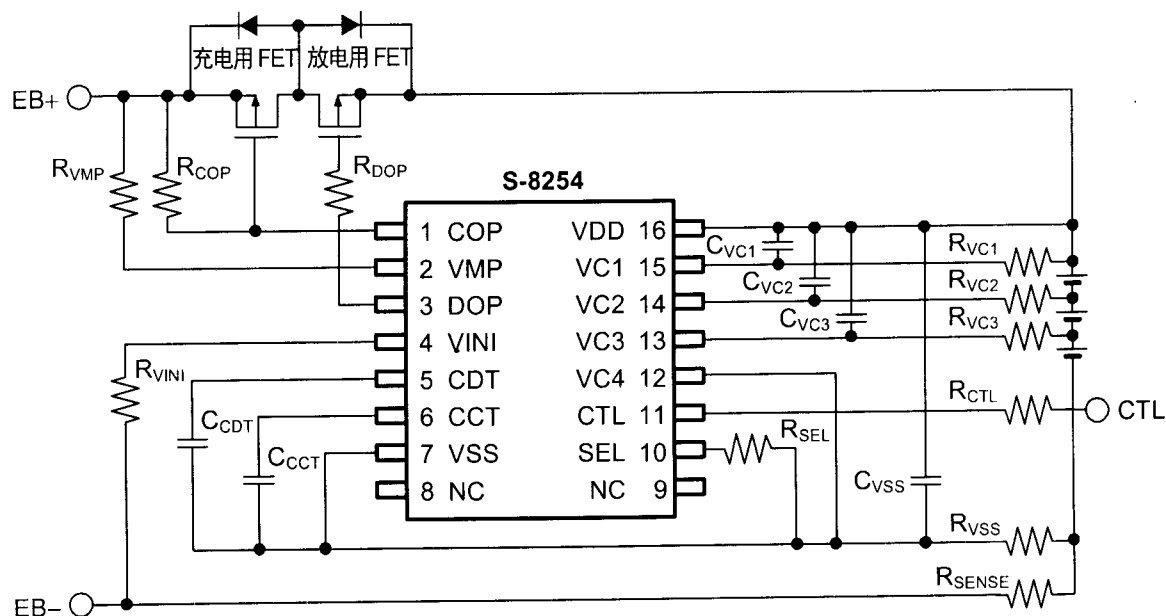 充电用 FET 放电用 FET
EB+
RVMP
RCOP
RDOP
S-8254
1 COP
2 VMP
3 DOP
4 VINI
5 CDT
6 CCT
7 VSS
8 NC
VDD 16
VC1 15
VC2 14
VC3 13
VC4 12
CTL 11
SEL 10
NC 9
CVC1
CVC2
CVC3
RVC1
RVC2
RVC3
RCTL
CTL
RSEL
CVSS
RVSS
RSENSE
RVINI
CCDT
CCCT
EB−